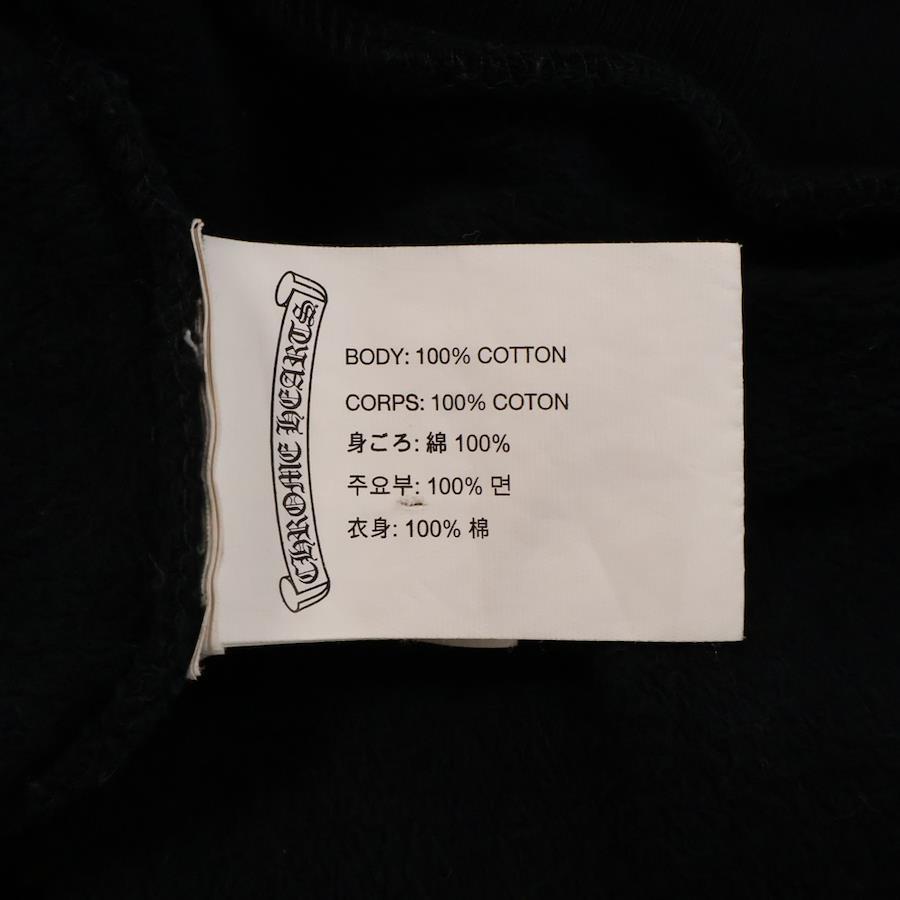 CHROME HEARTS
BODY: 100% COTTON
CORPS: 100% COTON
身ごろ: 綿 100%
주요부: 100% 면
衣身: 100% 棉